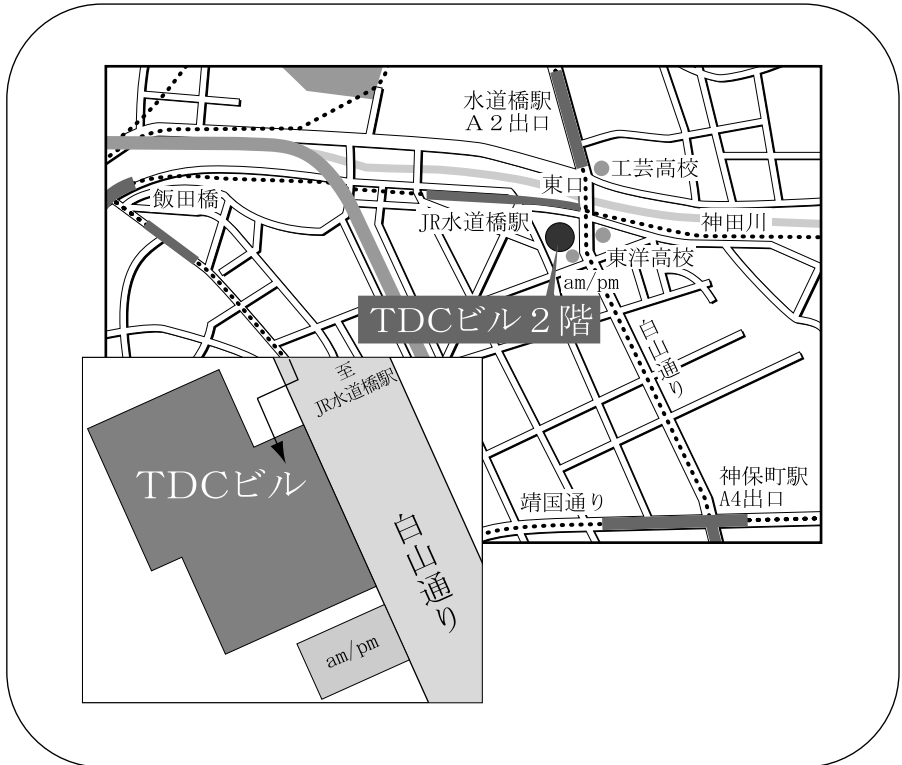 水道橋駅
A2出口
工芸高校
東口
飯田橋
JR水道橋駅
神田川
東洋高校
am/pm
TDCビル2階
白山通り
至
JR水道橋駅
TDCビル
白山通り
am/pm
靖国通り
神保町駅
A4出口